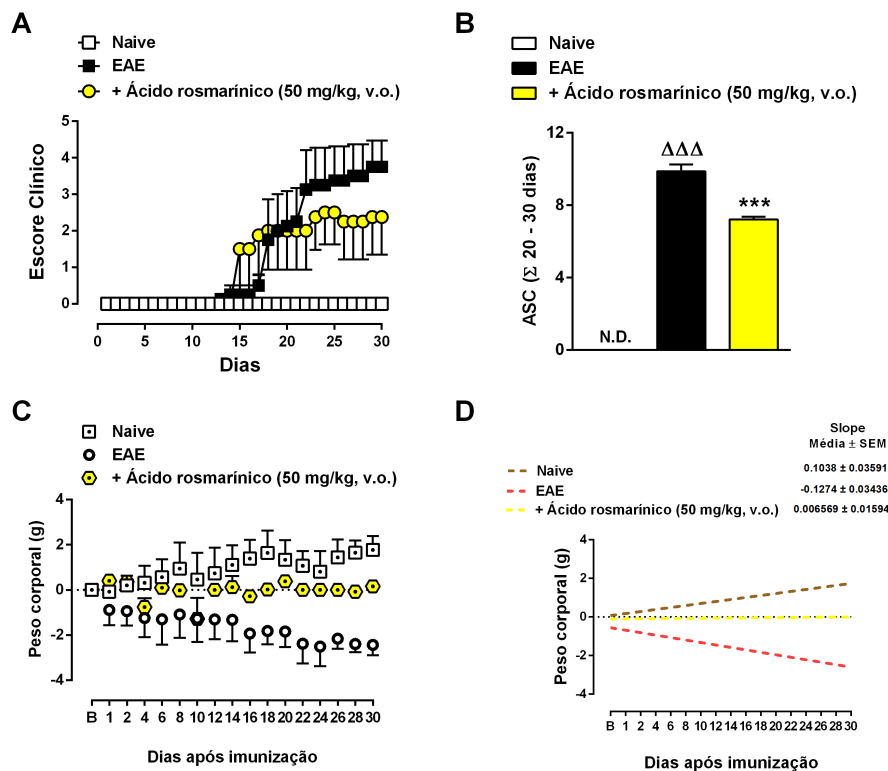 A
Naive
EAE
+ Ácido rosmarínico (50 mg/kg, v.o.)
Escore Clínico
5
4
3
2
1
0
0 5 10 15 20 25 30
Dias
B
Naive
EAE
+ Ácido rosmarínico (50 mg/kg, v.o.)
ASC (Σ 20 - 30 dias)
12
8
4
0
N.D.
ΔΔΔ
***
C
Naive
EAE
+ Ácido rosmarínico (50 mg/kg, v.o.)
Peso corporal (g)
4
2
0
-2
-4
B 1 2 4 6 8 10 12 14 16 18 20 22 24 26 28 30
Dias após imunização
D
Slope
Média ± SEM
Naive 0.1038 ± 0.03591
EAE -0.1274 ± 0.03436
+ Ácido rosmarínico (50 mg/kg, v.o.) 0.006569 ± 0.01594
Peso corporal (g)
4
2
0
-2
-4
B 1 2 4 6 8 10 12 14 16 18 20 22 24 26 28 30
Dias após imunização